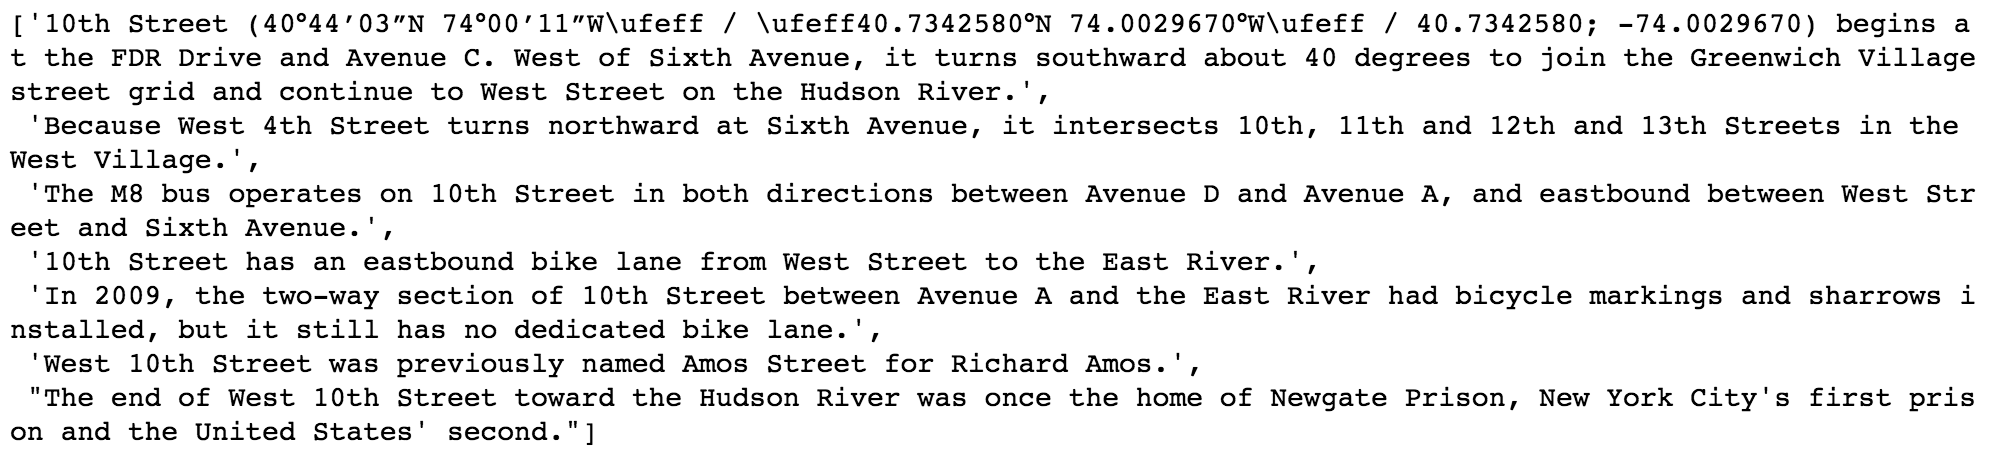 ['10th Street (40°44′03″N 74°00′11″W\ufeff / \ufeff40.7342580°N 74.0029670°W\ufeff / 40.7342580; -74.0029670) begins a
t the FDR Drive and Avenue C. West of Sixth Avenue, it turns southward about 40 degrees to join the Greenwich Village
street grid and continue to West Street on the Hudson River.',
 'Because West 4th Street turns northward at Sixth Avenue, it intersects 10th, 11th and 12th and 13th Streets in the
West Village.',
 'The M8 bus operates on 10th Street in both directions between Avenue D and Avenue A, and eastbound between West Str
eet and Sixth Avenue.',
 '10th Street has an eastbound bike lane from West Street to the East River.',
 'In 2009, the two-way section of 10th Street between Avenue A and the East River had bicycle markings and sharrows i
nstalled, but it still has no dedicated bike lane.',
 'West 10th Street was previously named Amos Street for Richard Amos.',
 "The end of West 10th Street toward the Hudson River was once the home of Newgate Prison, New York City's first pris
on and the United States' second."]